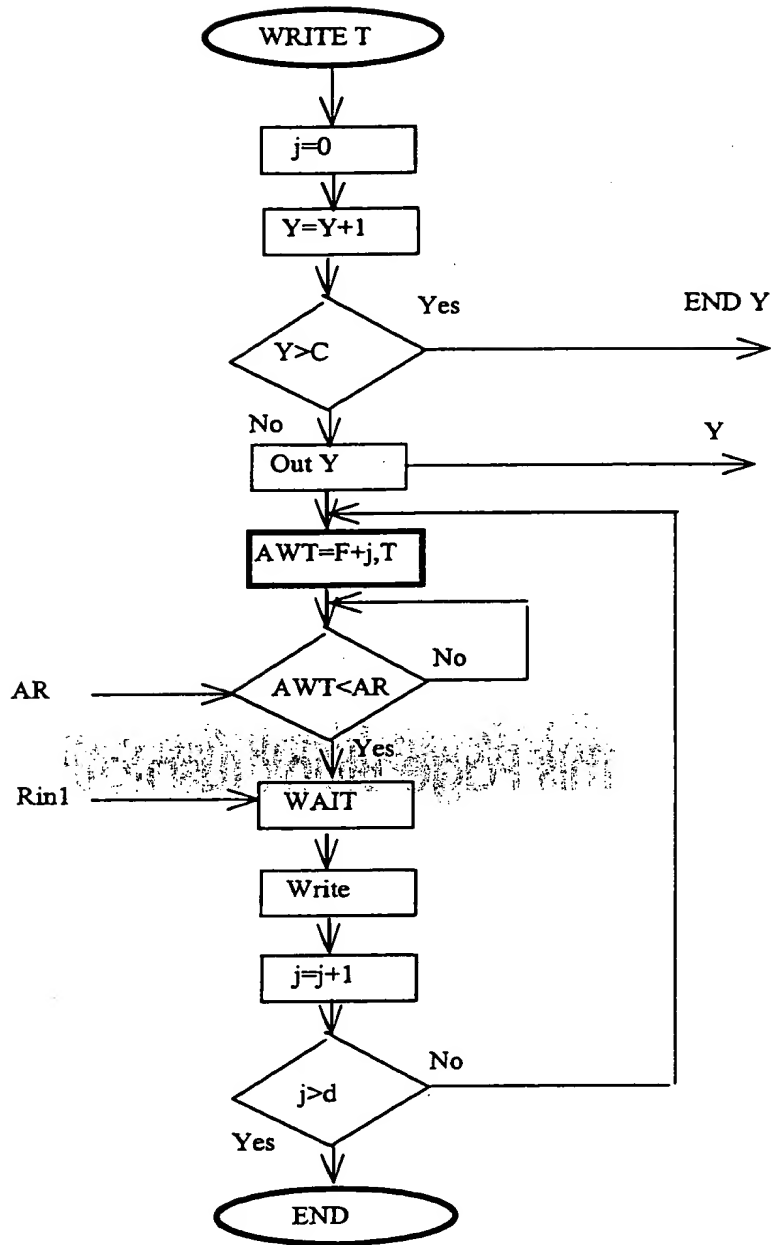 WRITE T
j=0
Y=Y+1
Yes
END Y
Y>C
No
Y
Out Y
AWT=F+j,T
No
AR
AWT<AR
Yes
Rin1
WAIT
Write
j=j+1
No
j>d
Yes
END